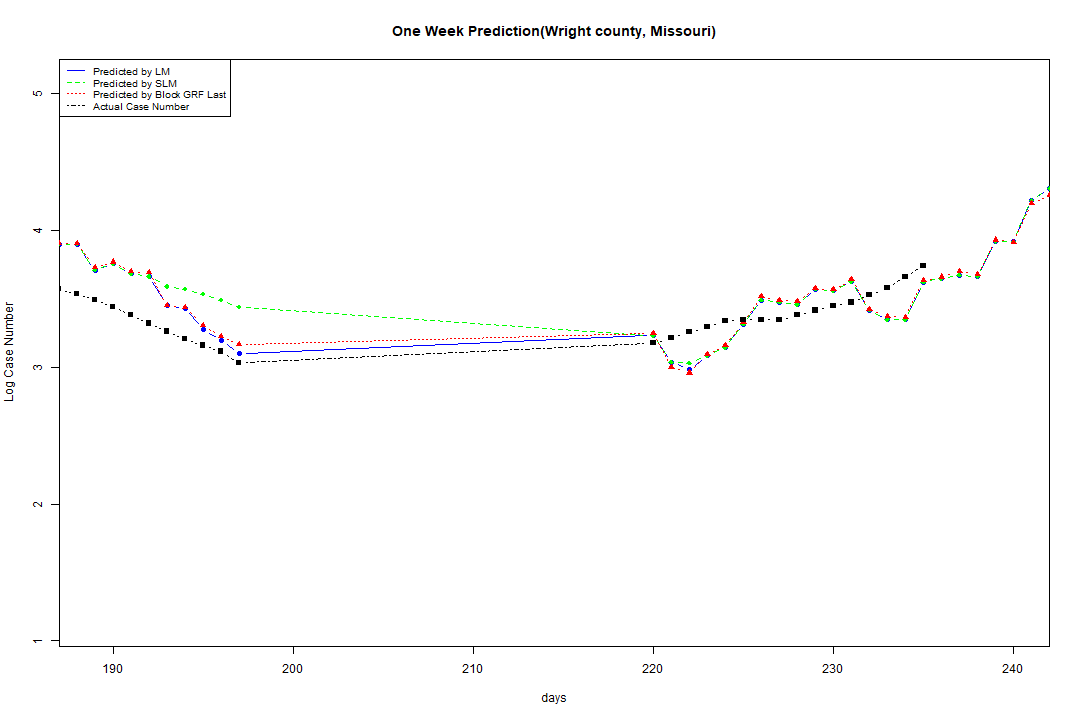 One Week Prediction(Wright county, Missouri)
Predicted by LM
Predicted by SLM
Predicted by Block GRF Last
Actual Case Number
5
4
3
2
1
Log Case Number
190 200 210 220 230 240
days